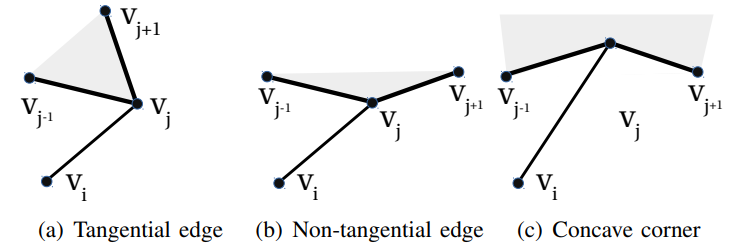 V_{j+1}
V_{j-1}
V_j
V_i
(a) Tangential edge
V_{j-1}
V_{j+1}
V_j
V_i
(b) Non-tangential edge
V_{j-1}
V_{j+1}
V_j
V_i
(c) Concave corner